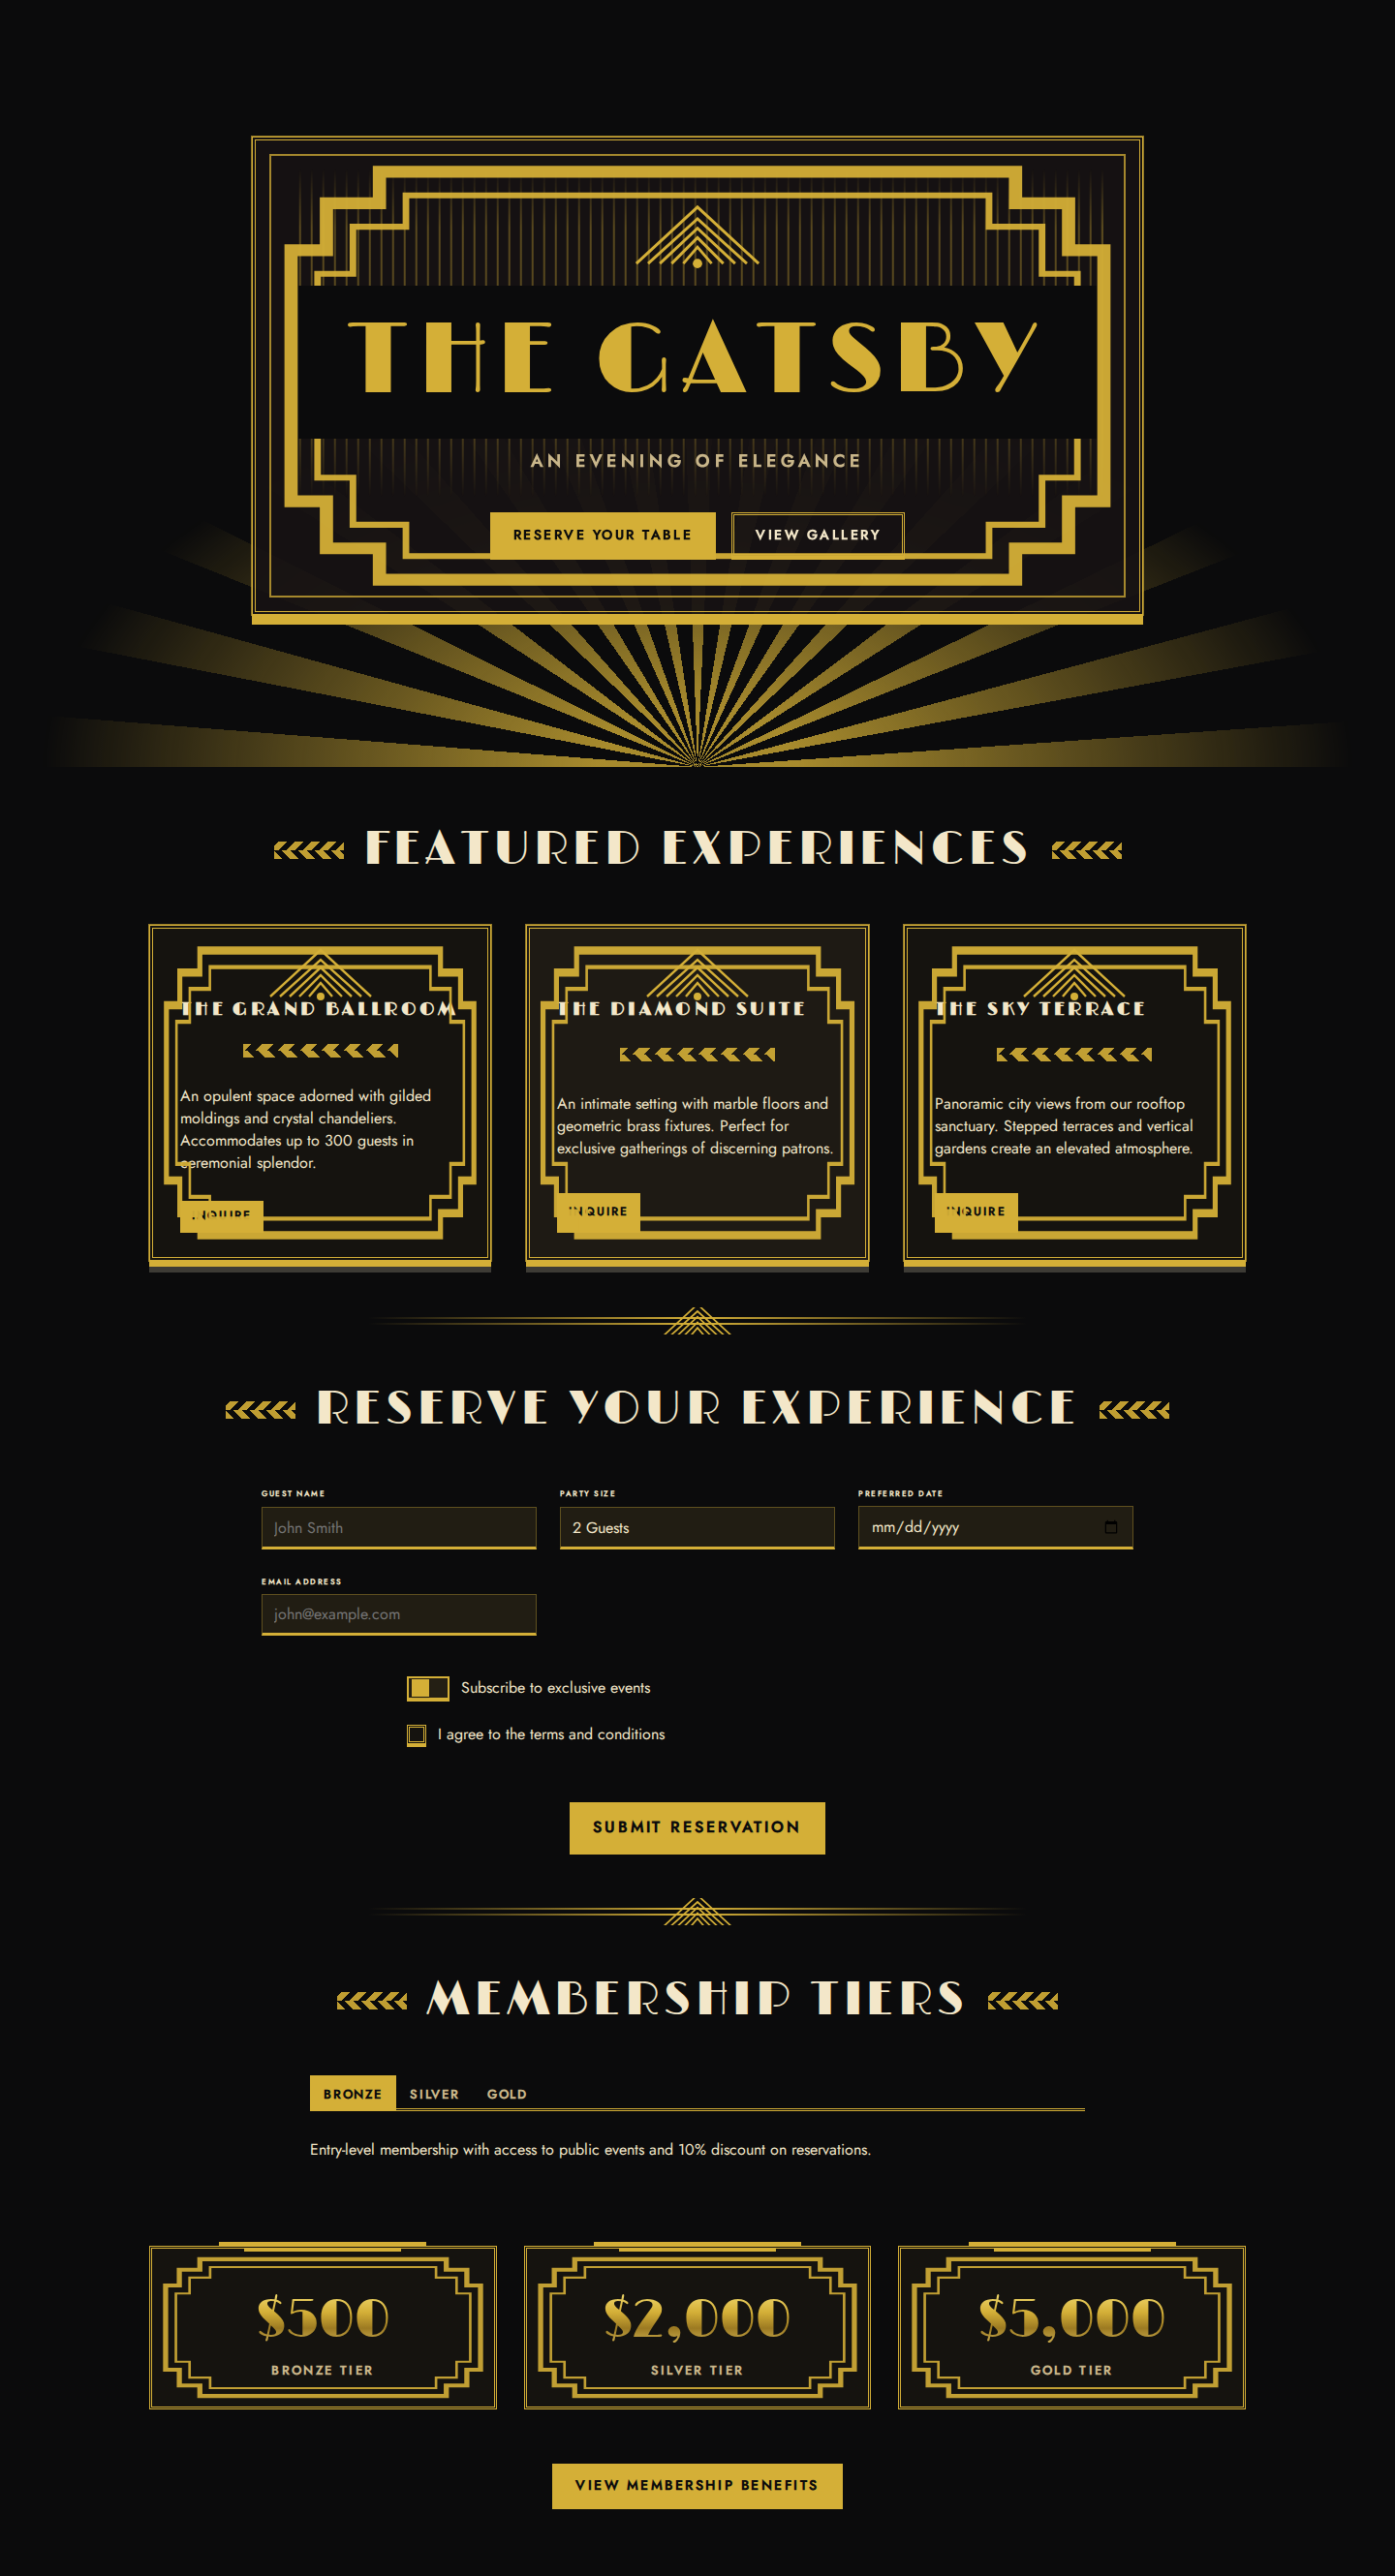 THE GATSBY
AN EVENING OF ELEGANCE
RESERVE YOUR TABLE
VIEW GALLERY
FEATURED EXPERIENCES
THE GRAND BALLROOM
An opulent space adorned with gilded
moldings and crystal chandeliers.
Accommodates up to 300 guests in
ceremonial splendor.
INQUIRE
THE DIAMOND SUITE
An intimate setting with marble floors and
geometric brass fixtures. Perfect for
exclusive gatherings of discerning patrons.
INQUIRE
THE SKY TERRACE
Panoramic city views from our rooftop
sanctuary. Stepped terraces and vertical
gardens create an elevated atmosphere.
INQUIRE
RESERVE YOUR EXPERIENCE
GUEST NAME
John Smith
PARTY SIZE
2 Guests
PREFERRED DATE
mm/dd/yyyy
EMAIL ADDRESS
john@example.com
Subscribe to exclusive events
I agree to the terms and conditions
SUBMIT RESERVATION
MEMBERSHIP TIERS
BRONZE
SILVER
GOLD
Entry-level membership with access to public events and 10% discount on reservations.
$500
BRONZE TIER
$2,000
SILVER TIER
$5,000
GOLD TIER
VIEW MEMBERSHIP BENEFITS